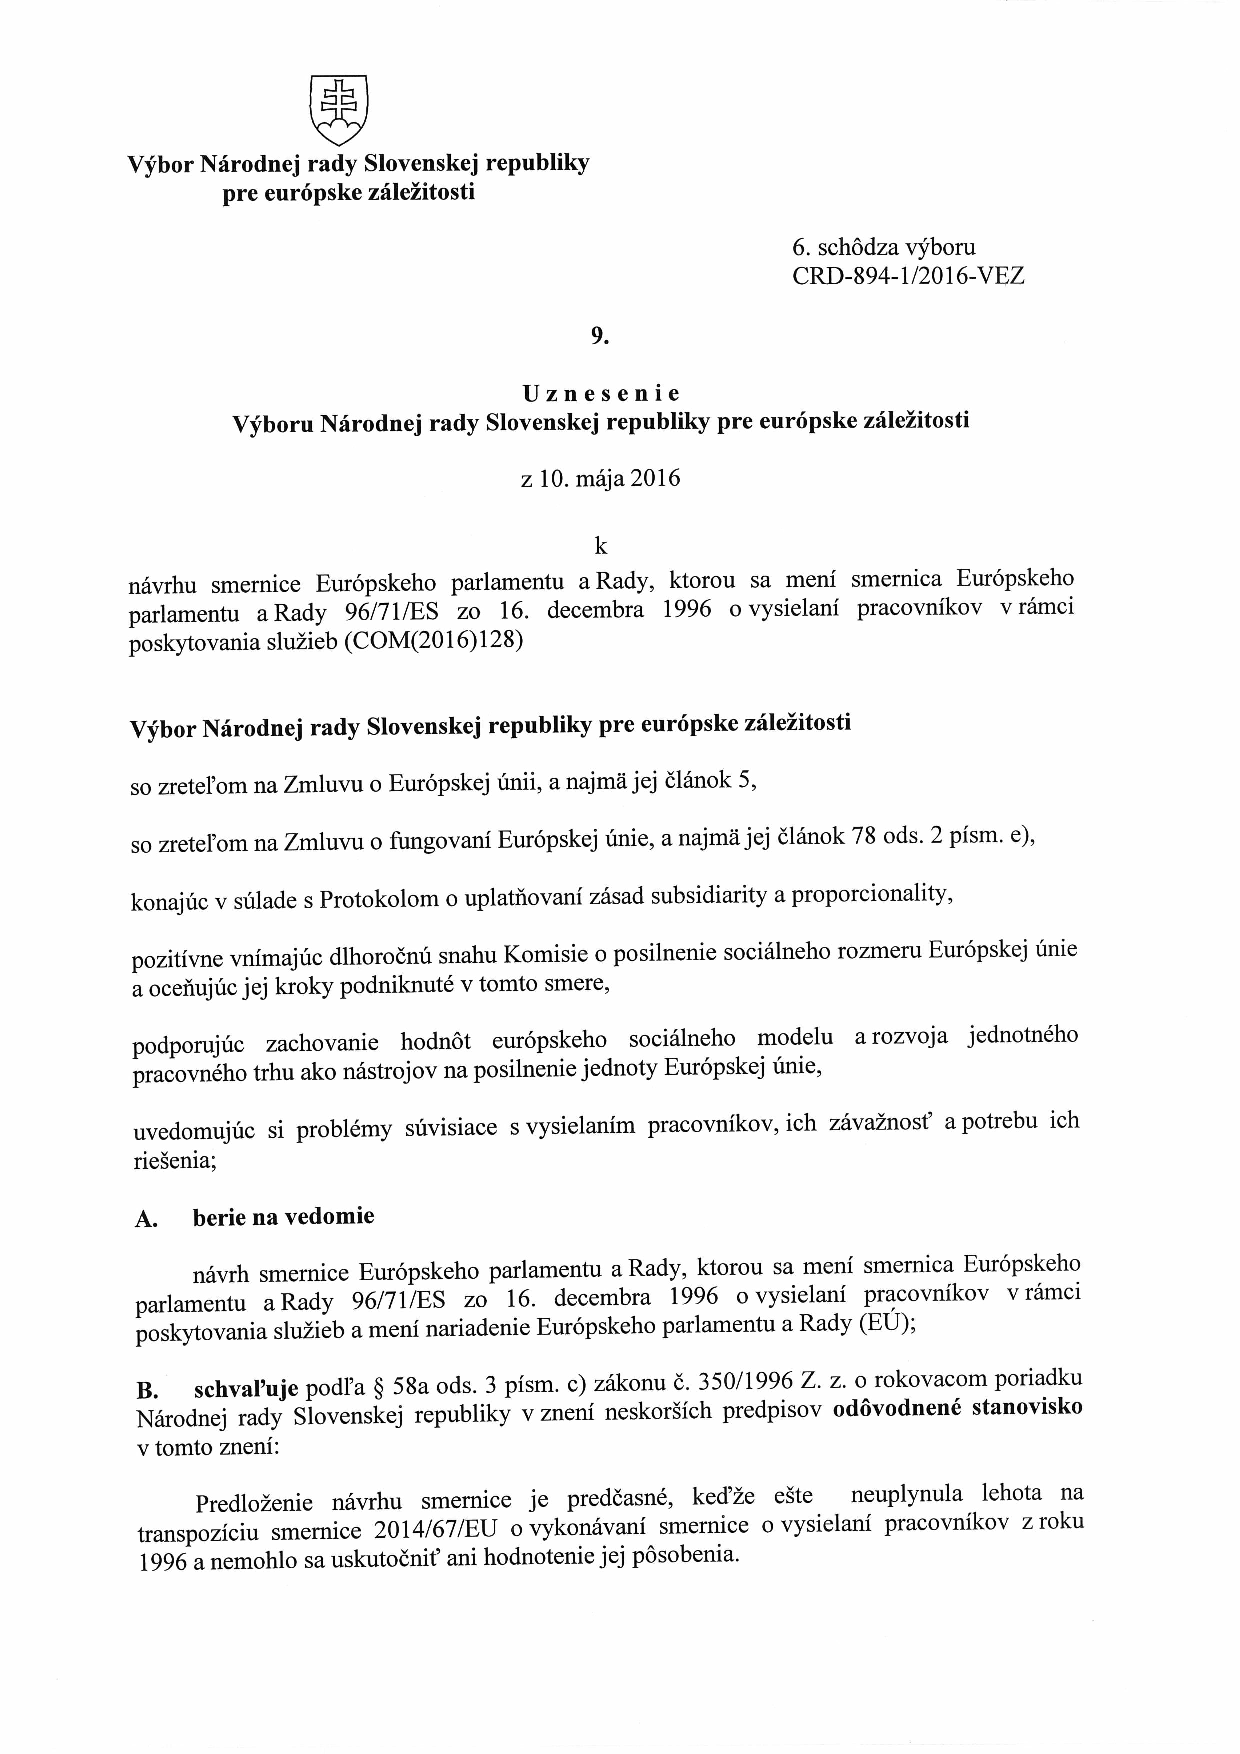 Výbor Národnej rady Slovenskej republiky
pre európske záležitosti
6. schôdza výboru
CRD-894-1/2016-VEZ
9.
U z n e s e n i e
Výboru Národnej rady Slovenskej republiky pre európske záležitosti
z 10. mája 2016
k
návrhu smernice Európskeho parlamentu a Rady, ktorou sa mení smernica Európskeho
parlamentu a Rady 96/71/ES zo 16. decembra 1996 o vysielaní pracovníkov v rámci
poskytovania služieb (COM(2016)128)
Výbor Národnej rady Slovenskej republiky pre európske záležitosti
so zreteľom na Zmluvu o Európskej únii, a najmä jej článok 5,
so zreteľom na Zmluvu o fungovaní Európskej únie, a najmä jej článok 78 ods. 2 písm. e),
konajúc v súlade s Protokolom o uplatňovaní zásad subsidiarity a proporcionality,
pozitívne vnímajúc dlhoročnú snahu Komisie o posilnenie sociálneho rozmeru Európskej únie
a oceňujúc jej kroky podniknuté v tomto smere,
podporujúc zachovanie hodnôt európskeho sociálneho modelu a rozvoja jednotného
pracovného trhu ako nástrojov na posilnenie jednoty Európskej únie,
uvedomujúc si problémy súvisiace s vysielaním pracovníkov, ich závažnosť a potrebu ich
riešenia;
A. berie na vedomie
návrh smernice Európskeho parlamentu a Rady, ktorou sa mení smernica Európskeho
parlamentu a Rady 96/71/ES zo 16. decembra 1996 o vysielaní pracovníkov v rámci
poskytovania služieb a mení nariadenie Európskeho parlamentu a Rady (EÚ);
B. schvaľuje podľa § 58a ods. 3 písm. c) zákonu č. 350/1996 Z. z. o rokovacom poriadku
Národnej rady Slovenskej republiky v znení neskorších predpisov odôvodnené stanovisko
v tomto znení:
Predloženie návrhu smernice je predčasné, keďže ešte neuplynula lehota na
transpozíciu smernice 2014/67/EU o vykonávaní smernice o vysielaní pracovníkov z roku
1996 a nemohlo sa uskutočniť ani hodnotenie jej pôsobenia.